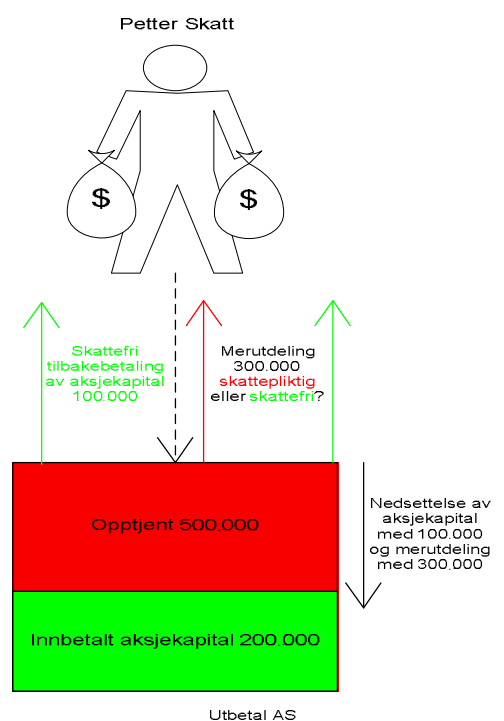 Petter Skatt
$
$
Skattefri
tilbakebetaling
av aksjekapital
100.000
Merutdeling
300.000
skattepliktig
eller skattefri?
Opptjent 500.000
Nedsettelse av
aksjekapital
med 100.000
og merutdeling
med 300.000
Innbetalt aksjekapital 200.000
Utbetal AS